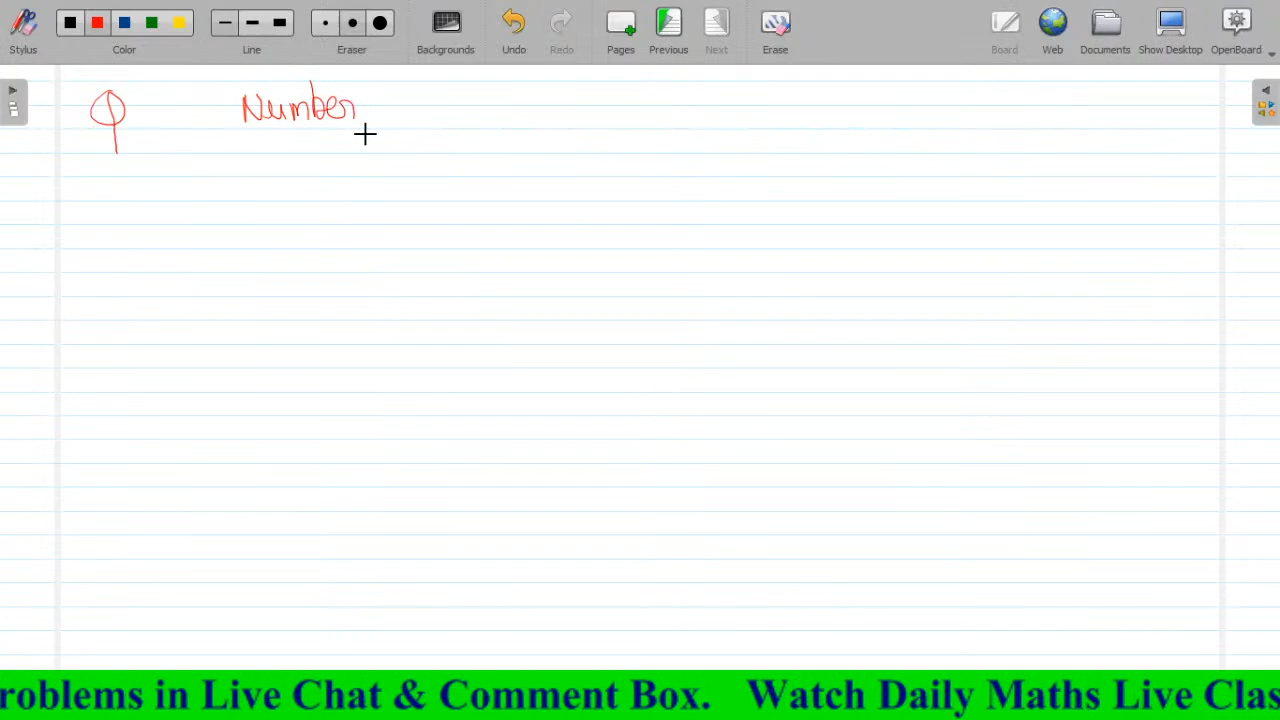 Stylus Color Line Eraser Backgrounds Undo Redo Pages Previous Next Erase Board Web Documents Show Desktop OpenBoard
Q Number
roblems in Live Chat & Comment Box. Watch Daily Maths Live Clas